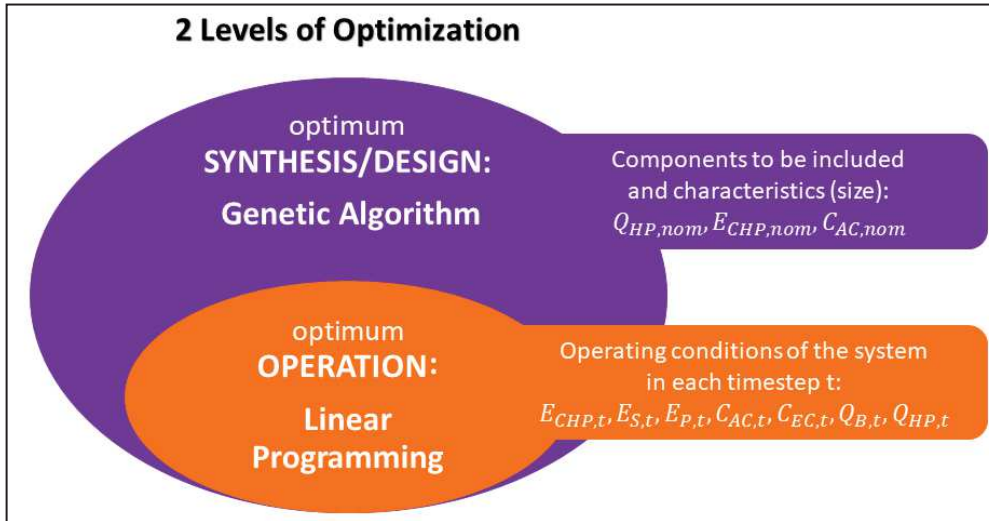 2 Levels of Optimization
optimum
SYNTHESIS/DESIGN:
Genetic Algorithm
Components to be included
and characteristics (size):
Q_{HP,nom}, E_{CHP,nom}, C_{AC,nom}
optimum
OPERATION:
Linear
Programming
Operating conditions of the system
in each timestep t:
E_{CHP,t}, E_{S,t}, E_{P,t}, C_{AC,t}, C_{EC,t}, Q_{B,t}, Q_{HP,t}